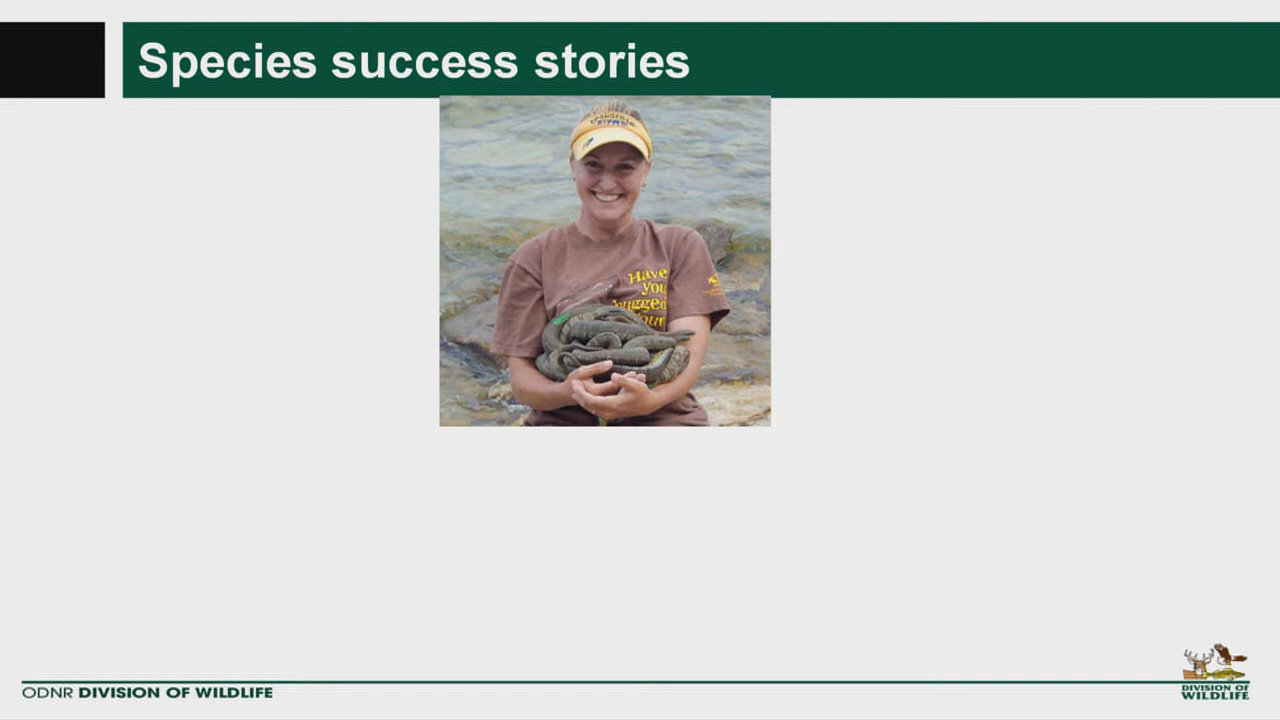 Species success stories
Have
you
hugged
your
ODNR DIVISION OF WILDLIFE
DIVISION OF
WILDLIFE